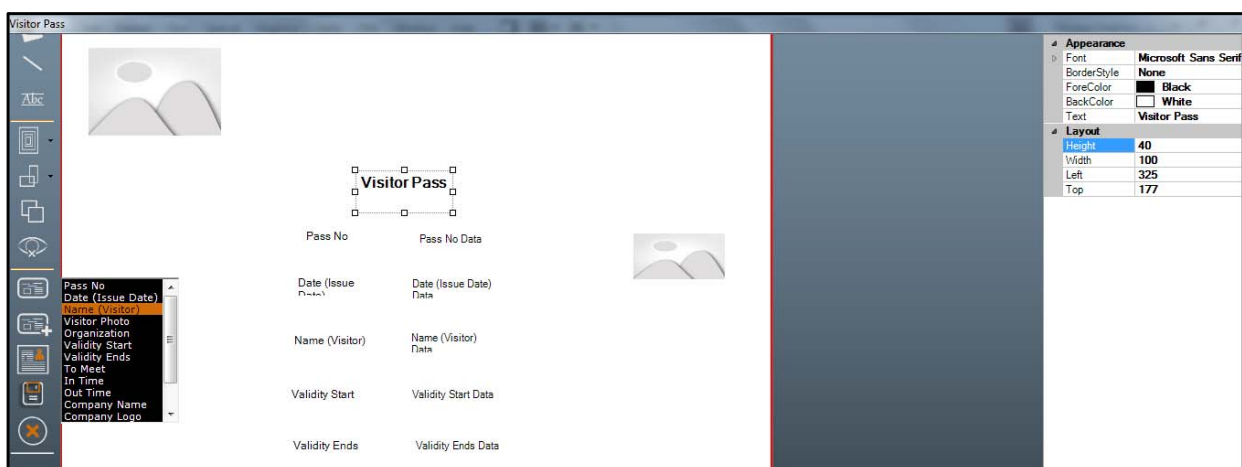 Visitor Pass
Abc
Visitor Pass
Pass No
Pass No Data
Date (Issue
Date)
Date (Issue Date)
Data
Name (Visitor)
Name (Visitor)
Data
Validity Start
Validity Start Data
Validity Ends
Validity Ends Data
Pass No
Date (Issue Date)
Name (Visitor)
Visitor Photo
Organization
Validity Start
Validity Ends
To Meet
In Time
Out Time
Company Name
Company Logo
Appearance
Font Microsoft Sans Serif
BorderStyle None
ForeColor Black
BackColor White
Text Visitor Pass
Layout
Height 40
Width 100
Left 325
Top 177